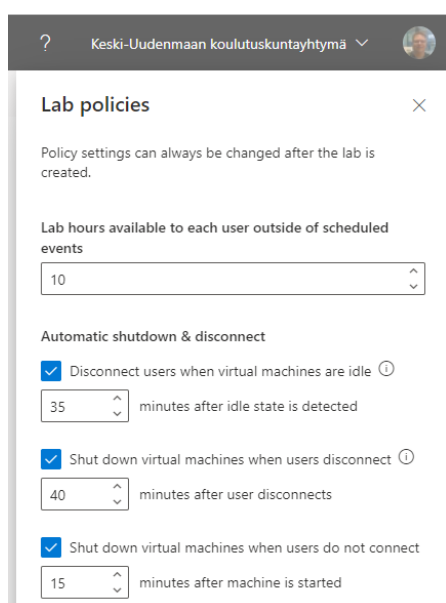 ? Keski-Uudenmaan koulutuskuntayhtymä
Lab policies
Policy settings can always be changed after the lab is
created.
Lab hours available to each user outside of scheduled
events
10
Automatic shutdown & disconnect
Disconnect users when virtual machines are idle
35 minutes after idle state is detected
Shut down virtual machines when users disconnect
40 minutes after user disconnects
Shut down virtual machines when users do not connect
15 minutes after machine is started